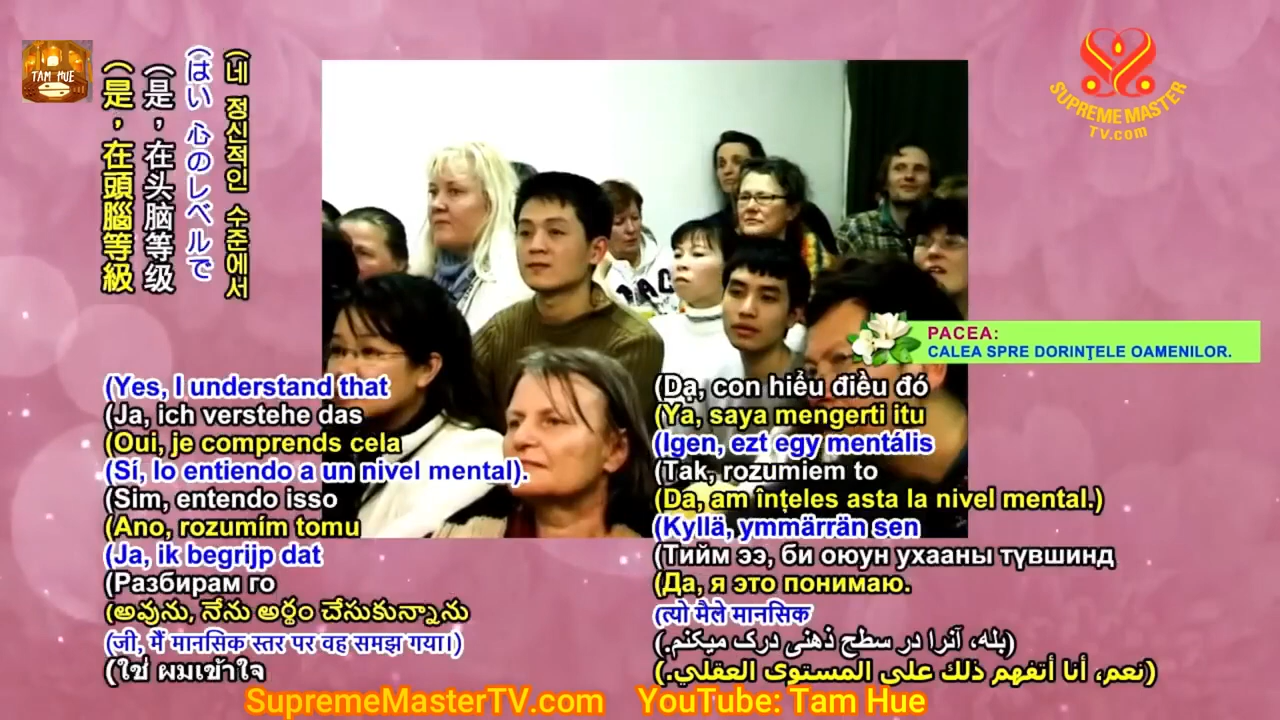 TAM HUE
(네 정신적인 수준에서
(はい 心のレベルで
(是，在头脑等级
(是，在頭腦等級
SUPREME MASTER
TV.com
PACEA:
CALEA SPRE DORINŢELE OAMENILOR.
(Yes, I understand that
(Ja, ich verstehe das
(Oui, je comprends cela
(Sí, lo entiendo a un nivel mental).
(Sim, entendo isso
(Ano, rozumím tomu
(Ja, ik begrijp dat
(Разбирам го
(అవును, నేను అర్థం చేసుకున్నాను
(जी, मैं मानसिक स्तर पर वह समझ गया।)
(ใช่ ผมเข้าใจ
(Dạ, con hiểu điều đó
(Ya, saya mengerti itu
(Igen, ezt egy mentális
(Tak, rozumiem to
(Da, am înțeles asta la nivel mental.)
(Kyllä, ymmärrän sen
(Тийм ээ, би оюун ухааны түвшинд
(Да, я это понимаю.
(त्यो मैले मानसिक
(بله، آنرا در سطح ذهنی درک میکنم.)
(نعم، أنا أتفهم ذلك على المستوى العقلي.)
SupremeMasterTV.com YouTube: Tam Hue